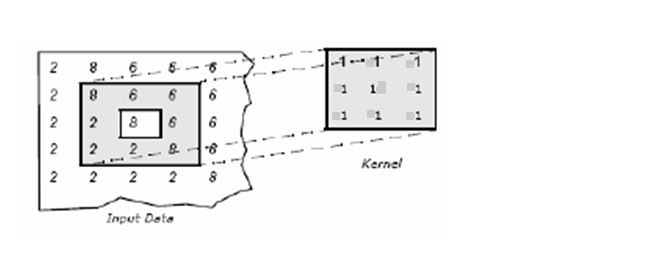 2 8 6 6 6
1 1 1
2 8 6 6 6
1 1 1
2 2 8 6 6
1 1 1
2 2 2 8 6
2 2 2 2 8
Kernel
Input Data